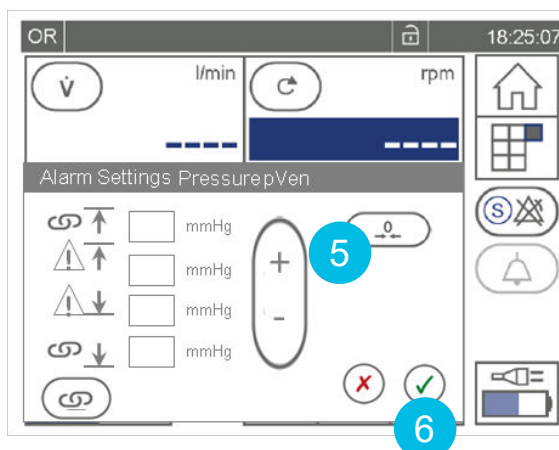 OR 18:25:07
V̇ l/min rpm
---- ----
Alarm Settings PressurepVen
mmHg
mmHg
mmHg
mmHg
+
-
0
5
S
6